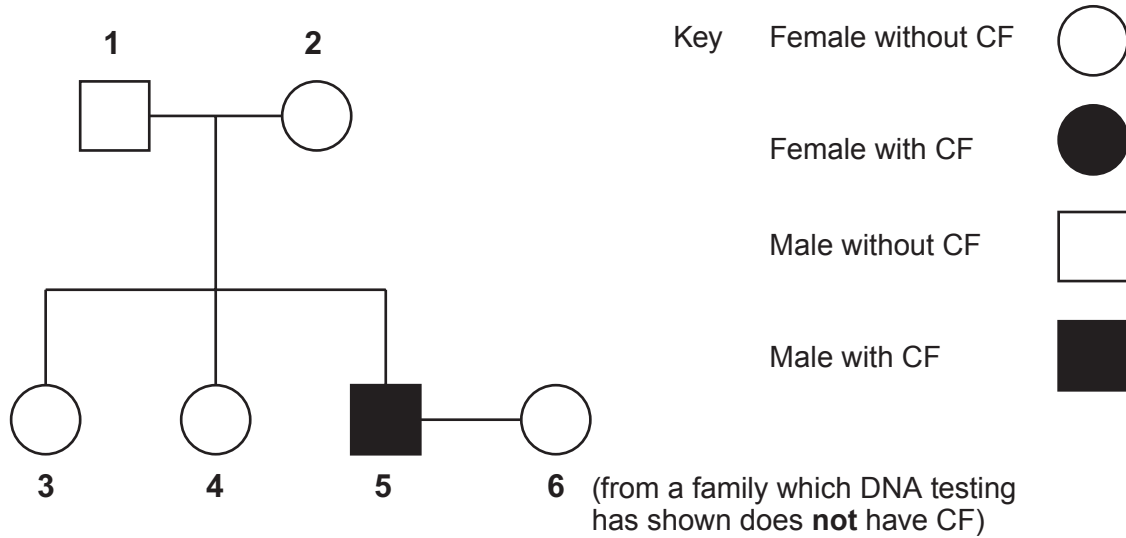 1 2
Key Female without CF
Female with CF
Male without CF
Male with CF
3 4 5 6 (from a family which DNA testing
has shown does not have CF)